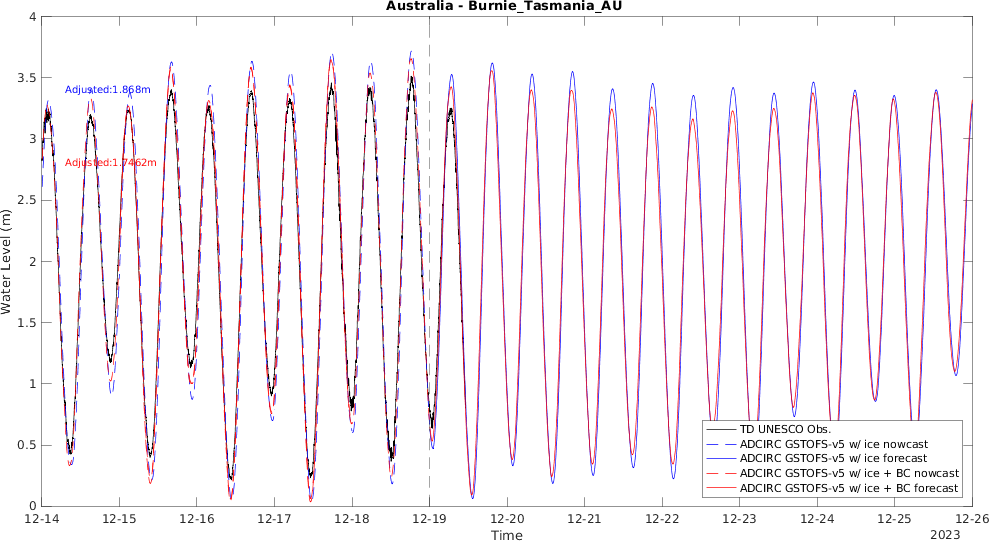 Australia - Burnie_Tasmania_AU
Water Level (m)
4
3.5
3
2.5
2
1.5
1
0.5
0
Adjusted:1.868m
Adjusted:1.7462m
TD UNESCO Obs.
ADCIRC GSTOFS-v5 w/ ice nowcast
ADCIRC GSTOFS-v5 w/ ice forecast
ADCIRC GSTOFS-v5 w/ ice + BC nowcast
ADCIRC GSTOFS-v5 w/ ice + BC forecast
12-14 12-15 12-16 12-17 12-18 12-19 12-20 12-21 12-22 12-23 12-24 12-25 12-26
Time
2023